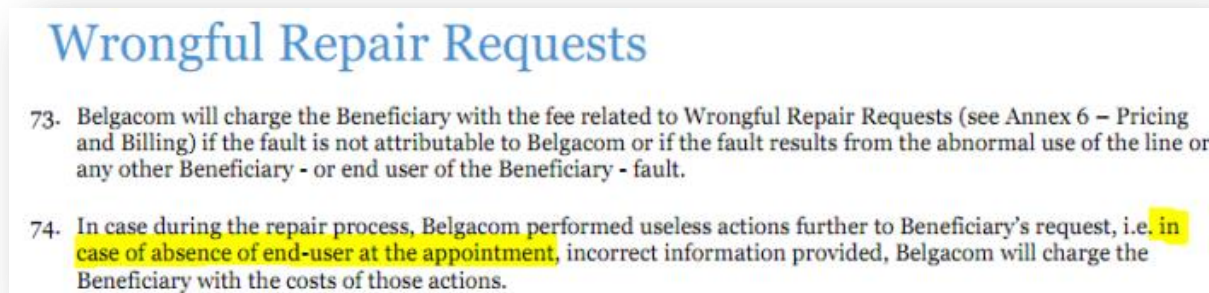 Wrongful Repair Requests
73. Belgacom will charge the Beneficiary with the fee related to Wrongful Repair Requests (see Annex 6 – Pricing
and Billing) if the fault is not attributable to Belgacom or if the fault results from the abnormal use of the line or
any other Beneficiary - or end user of the Beneficiary - fault.
74. In case during the repair process, Belgacom performed useless actions further to Beneficiary's request, i.e. in
case of absence of end-user at the appointment, incorrect information provided, Belgacom will charge the
Beneficiary with the costs of those actions.